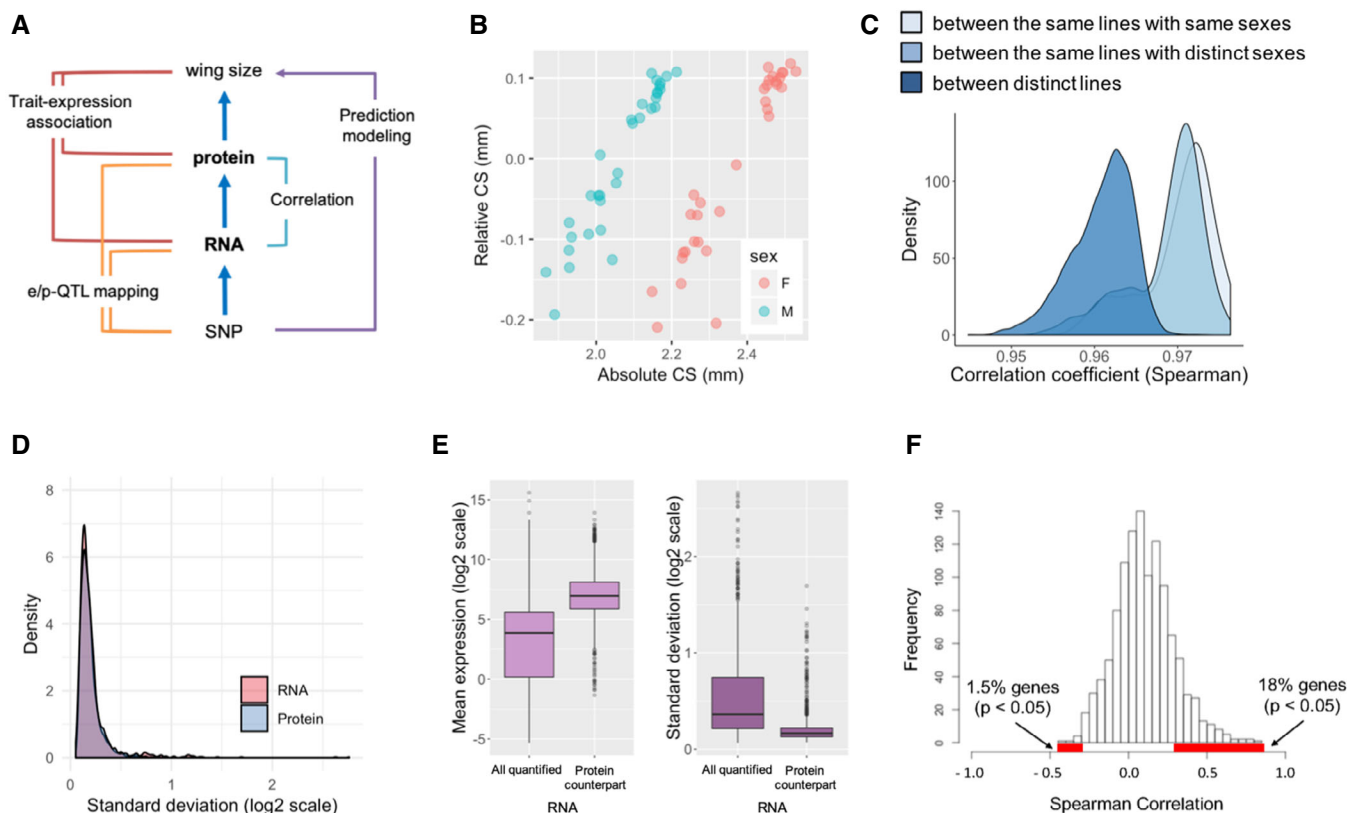 A
wing size
Trait-expression
association
Prediction
modeling
protein
Correlation
RNA
e/p-QTL mapping
SNP
B
Relative CS (mm)
0.1
0.0
-0.1
-0.2
2.0
2.2
2.4
Absolute CS (mm)
sex
F
M
C
between the same lines with same sexes
between the same lines with distinct sexes
between distinct lines
Density
100
50
0
0.95
0.96
0.97
Correlation coefficient (Spearman)
D
Density
8
6
4
2
0
0
1
2
Standard deviation (log2 scale)
RNA
Protein
E
Mean expression (log2 scale)
15
10
5
0
-5
All quantified
Protein
counterpart
RNA
Standard deviation (log2 scale)
2
1
0
All quantified
Protein
counterpart
RNA
F
Frequency
140
120
100
80
60
40
20
0
1.5% genes
(p < 0.05)
18% genes
(p < 0.05)
- 1.0
- 0.5
0.0
0.5
1.0
Spearman Correlation